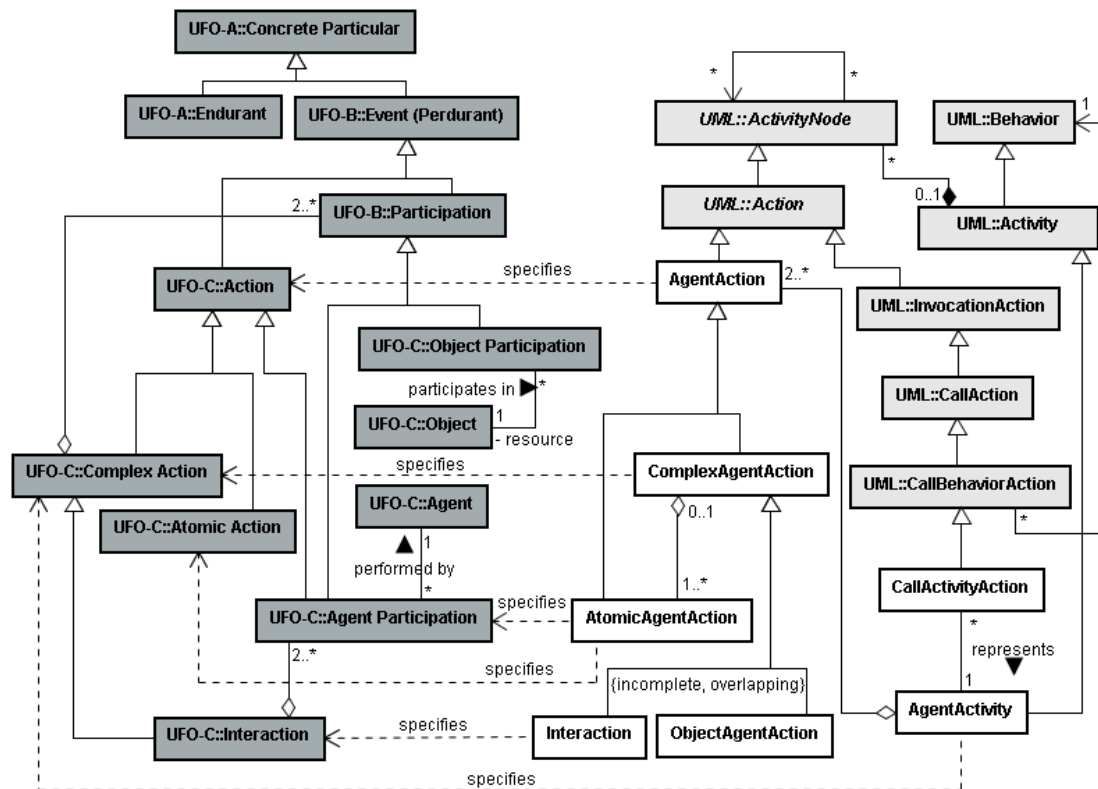 UFO-A::Concrete Particular
UFO-A::Endurant
UFO-B::Event (Perdurant)
* *
UML::ActivityNode
UML::Behavior
1
*
0..1
2..*
UFO-B::Participation
UML::Action
UML::Activity
specifies
UFO-C::Action
AgentAction
2..*
UML::InvocationAction
UFO-C::Object Participation
participates in
*
UML::CallAction
UFO-C::Object
1
- resource
specifies
UFO-C::Complex Action
ComplexAgentAction
UML::CallBehaviorAction
*
UFO-C::Agent
0..1
UFO-C::Atomic Action
1
performed by
*
1..*
CallActivityAction
specifies
UFO-C::Agent Participation
AtomicAgentAction
*
2..*
specifies
represents
{incomplete, overlapping}
1
AgentActivity
specifies
UFO-C::Interaction
Interaction
ObjectAgentAction
specifies